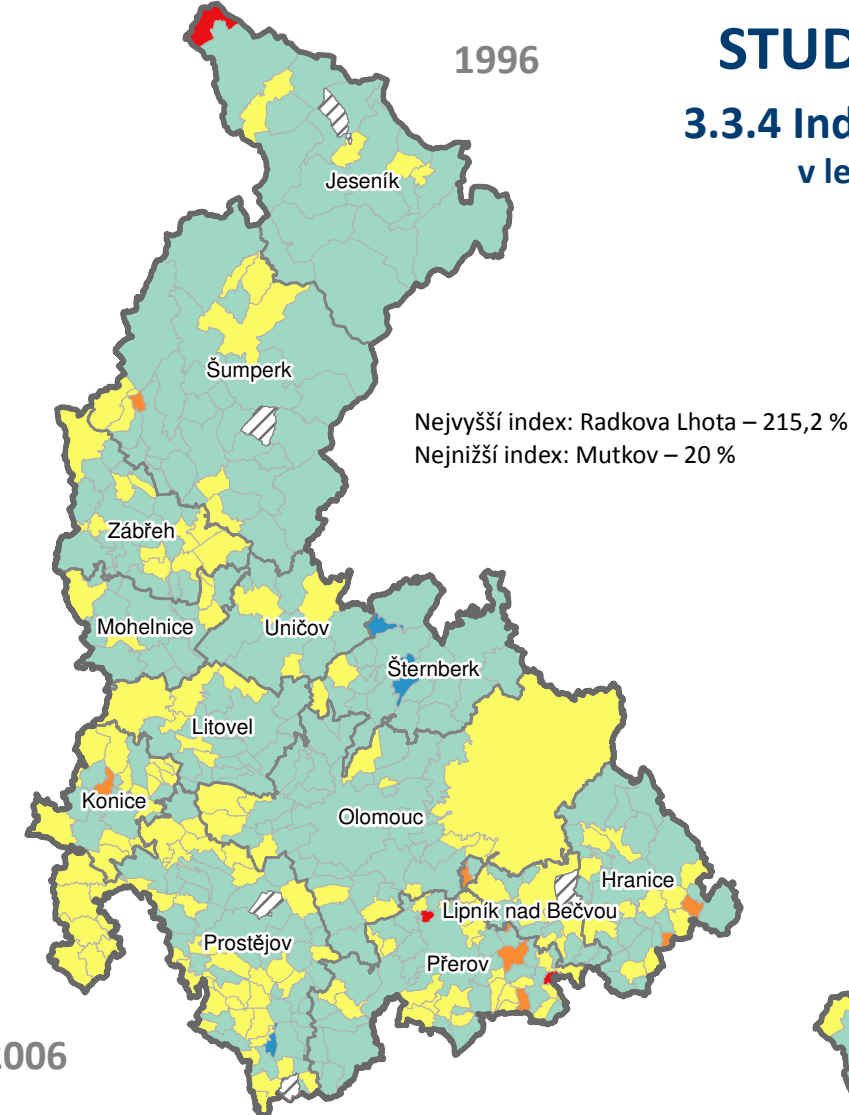 1996
STUD
3.3.4 Ind
v le
Jeseník
Šumperk
Nejvyšší index: Radkova Lhota – 215,2 %
Nejnižší index: Mutkov – 20 %
Zábřeh
Mohelnice
Uničov
Šternberk
Litovel
Konice
Olomouc
Hranice
Lipník nad Bečvou
Prostějov
Přerov
2006